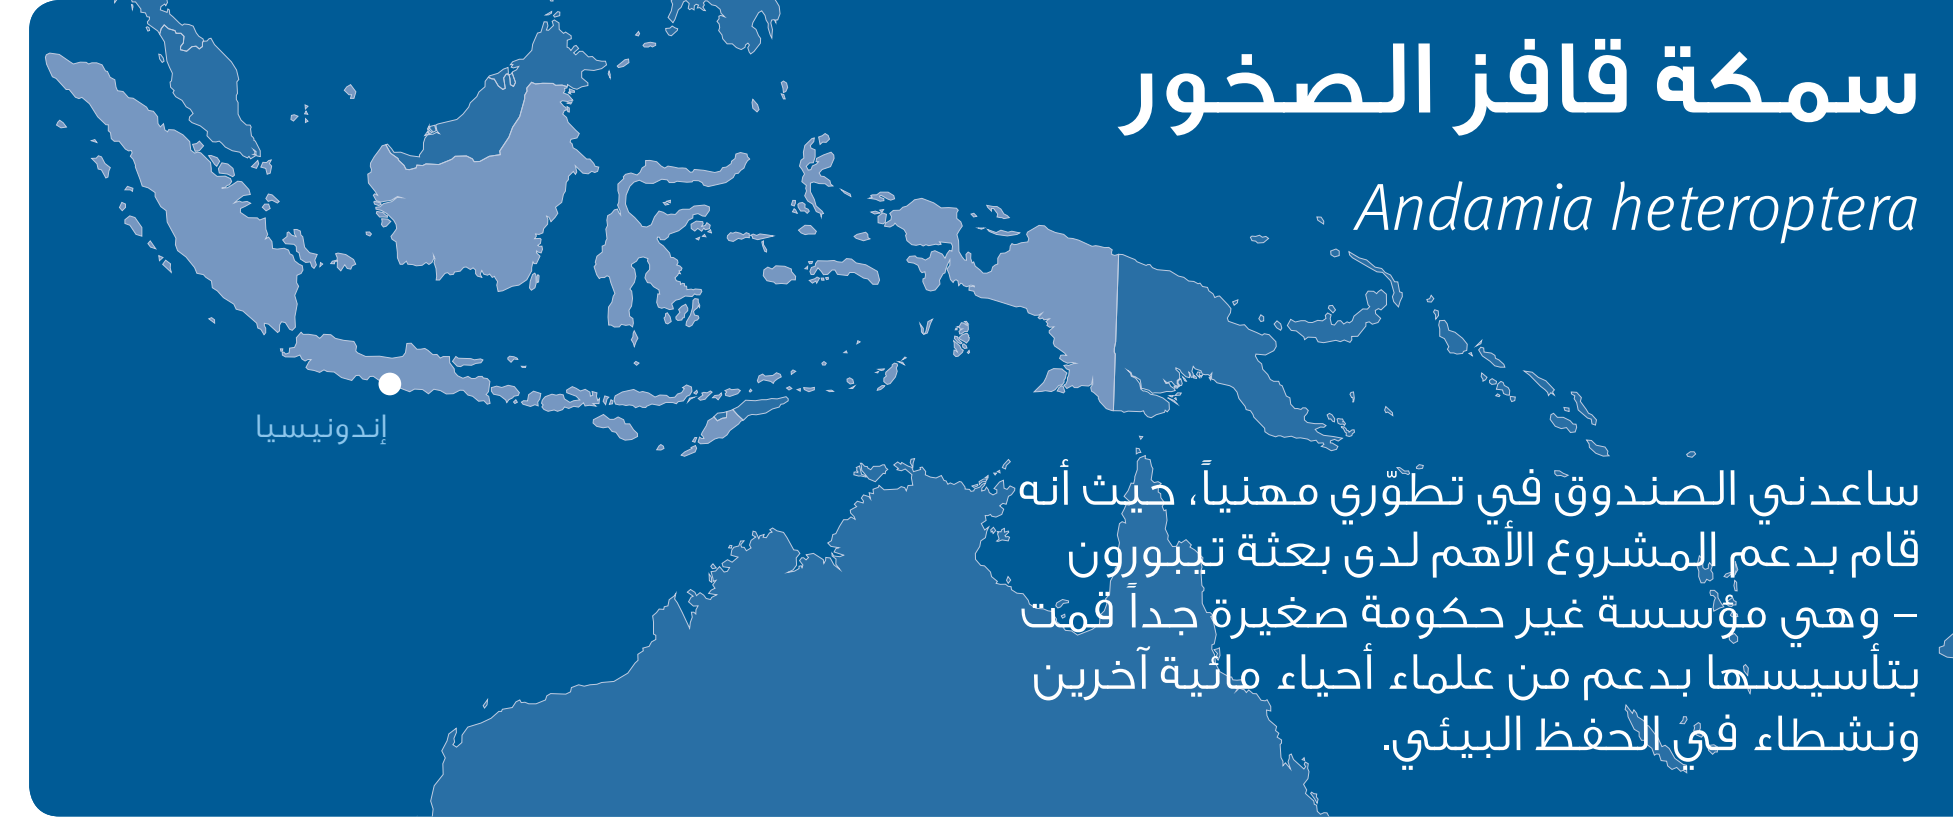 سمكة قافز الصخور
Andamia heteroptera
إندونيسيا
ساعدني الصندوق في تطوّري مهنياً، حيث أنه
قام بدعم المشروع الأهم لدى بعثة تيبورون
– وهي مؤسسة غير حكومة صغيرة جداً قمت
بتأسيسها بدعم من علماء أحياء مائية آخرين
ونشطاء في الحفظ البيئي.